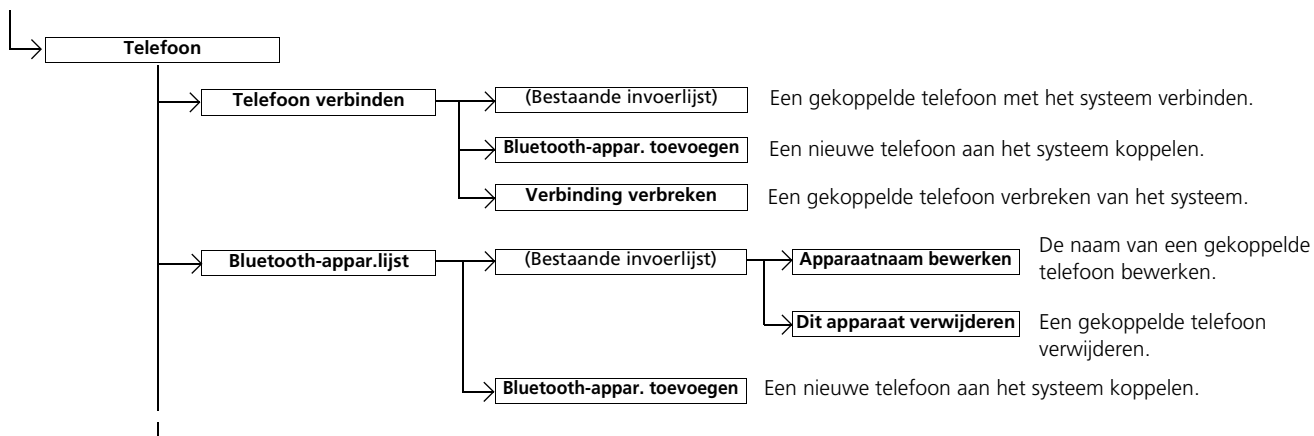 Telefoon
Telefoon verbinden
(Bestaande invoerlijst)
Een gekoppelde telefoon met het systeem verbinden.
Bluetooth-appar. toevoegen
Een nieuwe telefoon aan het systeem koppelen.
Verbinding verbreken
Een gekoppelde telefoon verbreken van het systeem.
Bluetooth-appar.lijst
(Bestaande invoerlijst)
Apparaatnaam bewerken
De naam van een gekoppelde
telefoon bewerken.
Dit apparaat verwijderen
Een gekoppelde telefoon
verwijderen.
Bluetooth-appar. toevoegen
Een nieuwe telefoon aan het systeem koppelen.